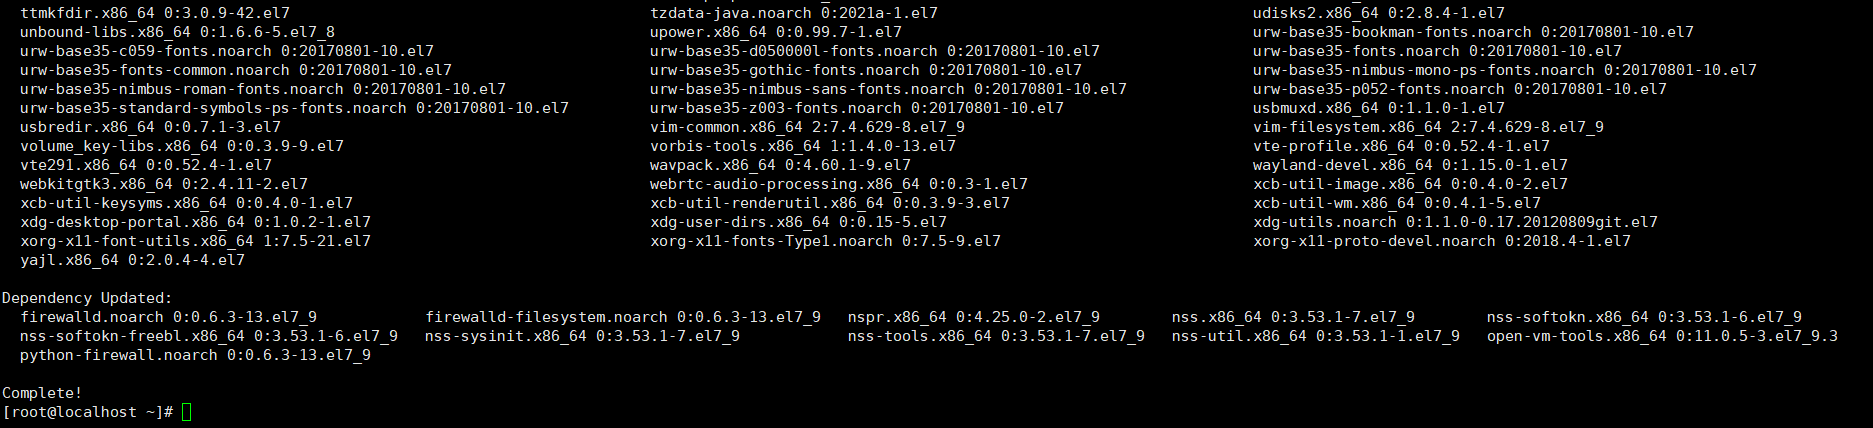 ttmkfdir.x86_64 0:3.0.9-42.el7 tzdata-java.noarch 0:2021a-1.el7 udisks2.x86_64 0:2.8.4-1.el7
unbound-libs.x86_64 0:1.6.6-5.el7_8 upower.x86_64 0:0.99.7-1.el7 urw-base35-bookman-fonts.noarch 0:20170801-10.el7
urw-base35-c059-fonts.noarch 0:20170801-10.el7 urw-base35-d050000l-fonts.noarch 0:20170801-10.el7 urw-base35-fonts.noarch 0:20170801-10.el7
urw-base35-fonts-common.noarch 0:20170801-10.el7 urw-base35-gothic-fonts.noarch 0:20170801-10.el7 urw-base35-nimbus-mono-ps-fonts.noarch 0:20170801-10.el7
urw-base35-nimbus-roman-fonts.noarch 0:20170801-10.el7 urw-base35-nimbus-sans-fonts.noarch 0:20170801-10.el7 urw-base35-p052-fonts.noarch 0:20170801-10.el7
urw-base35-standard-symbols-ps-fonts.noarch 0:20170801-10.el7 urw-base35-z003-fonts.noarch 0:20170801-10.el7 usbmuxd.x86_64 0:1.1.0-1.el7
usbredir.x86_64 0:0.7.1-3.el7 vim-common.x86_64 2:7.4.629-8.el7_9 vim-filesystem.x86_64 2:7.4.629-8.el7_9
volume_key-libs.x86_64 0:0.3.9-9.el7 vorbis-tools.x86_64 1:1.4.0-13.el7 vte-profile.x86_64 0:0.52.4-1.el7
vte291.x86_64 0:0.52.4-1.el7 wavpack.x86_64 0:4.60.1-9.el7 wayland-devel.x86_64 0:1.15.0-1.el7
webkitgtk3.x86_64 0:2.4.11-2.el7 webrtc-audio-processing.x86_64 0:0.3-1.el7 xcb-util-image.x86_64 0:0.4.0-2.el7
xcb-util-keysyms.x86_64 0:0.4.0-1.el7 xcb-util-renderutil.x86_64 0:0.3.9-3.el7 xcb-util-wm.x86_64 0:0.4.1-5.el7
xdg-desktop-portal.x86_64 0:1.0.2-1.el7 xdg-user-dirs.x86_64 0:0.15-5.el7 xdg-utils.noarch 0:1.1.0-0.17.20120809git.el7
xorg-x11-font-utils.x86_64 1:7.5-21.el7 xorg-x11-fonts-Type1.noarch 0:7.5-9.el7 xorg-x11-proto-devel.noarch 0:2018.4-1.el7
yajl.x86_64 0:2.0.4-4.el7
Dependency Updated:
firewalld.noarch 0:0.6.3-13.el7_9 firewalld-filesystem.noarch 0:0.6.3-13.el7_9 nspr.x86_64 0:4.25.0-2.el7_9 nss.x86_64 0:3.53.1-7.el7_9 nss-softokn.x86_64 0:3.53.1-6.el7_9
nss-softokn-freebl.x86_64 0:3.53.1-6.el7_9 nss-sysinit.x86_64 0:3.53.1-7.el7_9 nss-tools.x86_64 0:3.53.1-7.el7_9 nss-util.x86_64 0:3.53.1-1.el7_9 open-vm-tools.x86_64 0:11.0.5-3.el7_9.3
python-firewall.noarch 0:0.6.3-13.el7_9
Complete!
[root@localhost ~]#